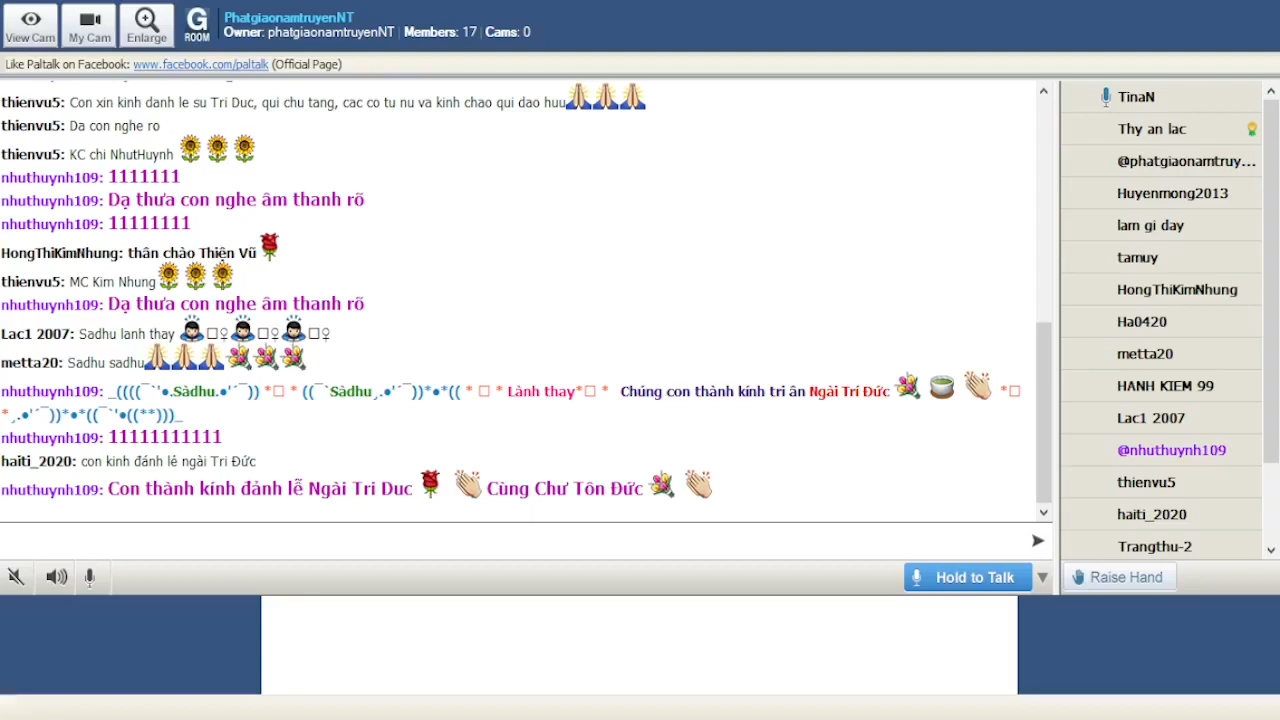 View Cam
My Cam
Enlarge
G
ROOM
PhatgiaonamtruyenNT
Owner: phatgiaonamtruyenNT | Members: 17 | Cams: 0
Like Paltalk on Facebook: www.facebook.com/paltalk (Official Page)
thienvu5: Con xin kinh danh le su Tri Duc, qui chu tang, cac co tu nu va kinh chao qui dao huu
thienvu5: Da con nghe ro
thienvu5: KC chi NhutHuynh
nhuthuynh109: 1111111
nhuthuynh109: Dạ thưa con nghe âm thanh rõ
nhuthuynh109: 11111111
HongThiKimNhung: thân chào Thiện Vũ
thienvu5: MC Kim Nhung
nhuthuynh109: Dạ thưa con nghe âm thanh rõ
Lac1 2007: Sadhu lanh thay
metta20: Sadhu sadhu
nhuthuynh109: _((((¯`'•.Sàdhu.•'´¯)) *□ * ((¯`Sàdhu¸.•'´¯))*•*(( * □ * Lành thay*□ * Chúng con thành kính tri ân Ngài Trí Đức *□
*¸.•'´¯))*•*((¯`'•((**)))_
nhuthuynh109: 11111111111
haiti_2020: con kinh đánh lẻ ngài Tri Đức
nhuthuynh109: Con thành kính đảnh lễ Ngài Tri Duc Cùng Chư Tôn Đức
Hold to Talk
TinaN
Thy an lac
@phatgiaonamtruy...
Huyenmong2013
lam gi day
tamuy
HongThiKimNhung
Ha0420
metta20
HANH KIEM 99
Lac1 2007
@nhuthuynh109
thienvu5
haiti_2020
Trangthu-2
Raise Hand